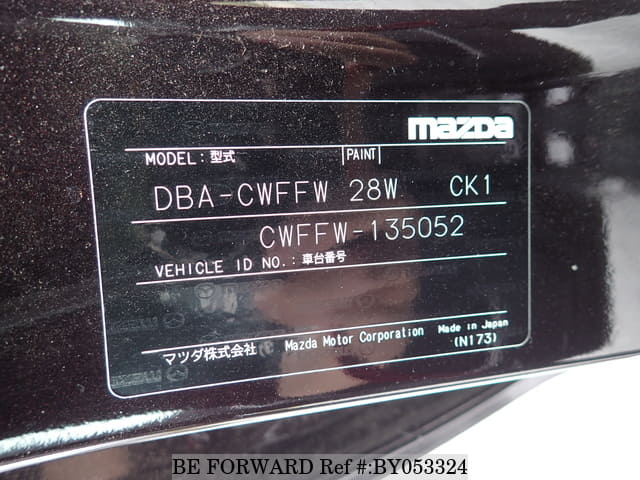 mazda
MODEL: 型式 PAINT
DBA-CWFFW 28W CK1
CWFFW-135052
VEHICLE ID NO.: 車台番号
マツダ株式会社 Mazda Motor Corporation Made in Japan
(N173)
BE FORWARD Ref #:BY053324